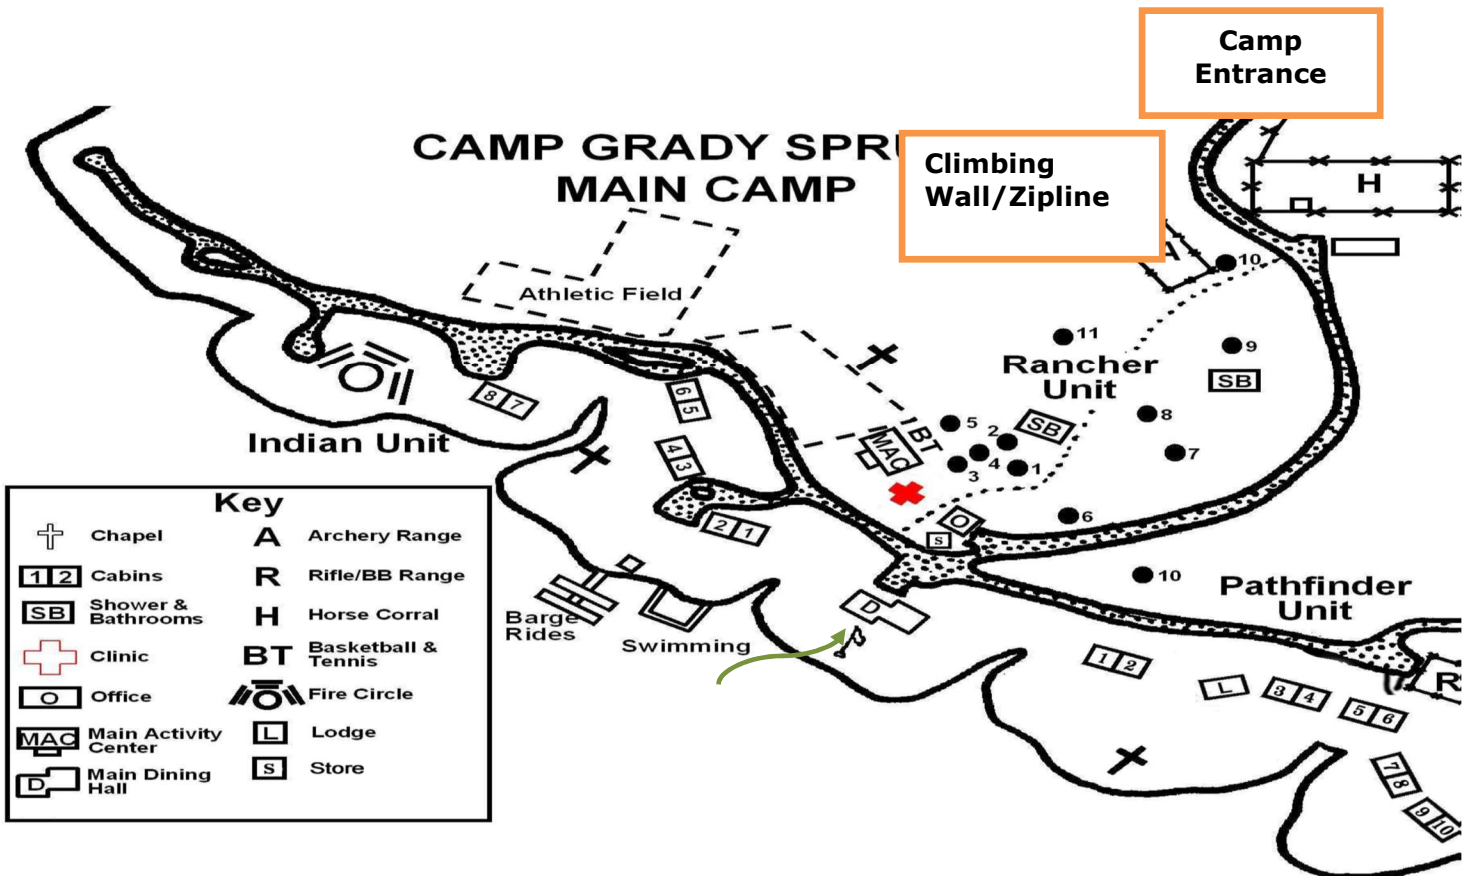 Camp
Entrance
CAMP GRADY SPRU
MAIN CAMP
Climbing
Wall/Zipline
H
A
10
Athletic Field
11
Rancher
Unit
9
SB
8
7
6
5
2
SB
BT
MAC
3
4
1
O
S
6
5
8 7
4
3
2 1
Indian Unit
10
Pathfinder
Unit
Barge
Rides
Swimming
D
1 2
L
3 4
5 6
R
7
8
9 10
Key
Chapel
1 2 Cabins
SB Shower &
Bathrooms
Clinic
O Office
MAC Main Activity
Center
D Main Dining
Hall
A Archery Range
R Rifle/BB Range
H Horse Corral
BT Basketball &
Tennis
Fire Circle
L Lodge
S Store